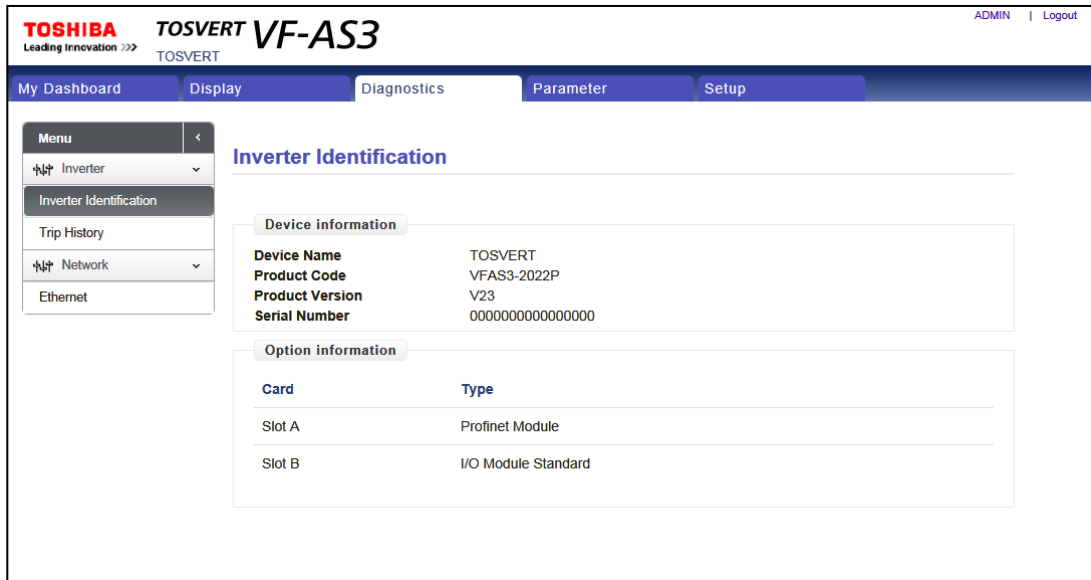 TOSHIBA
Leading Innovation >>>
TOSVERT VF-AS3
TOSVERT
ADMIN | Logout
My Dashboard Display Diagnostics Parameter Setup
Menu <
Inverter
Inverter Identification
Trip History
Network
Ethernet
Inverter Identification
Device information
Device Name TOSVERT
Product Code VFAS3-2022P
Product Version V23
Serial Number 0000000000000000
Option information
Card Type
Slot A Profinet Module
Slot B I/O Module Standard